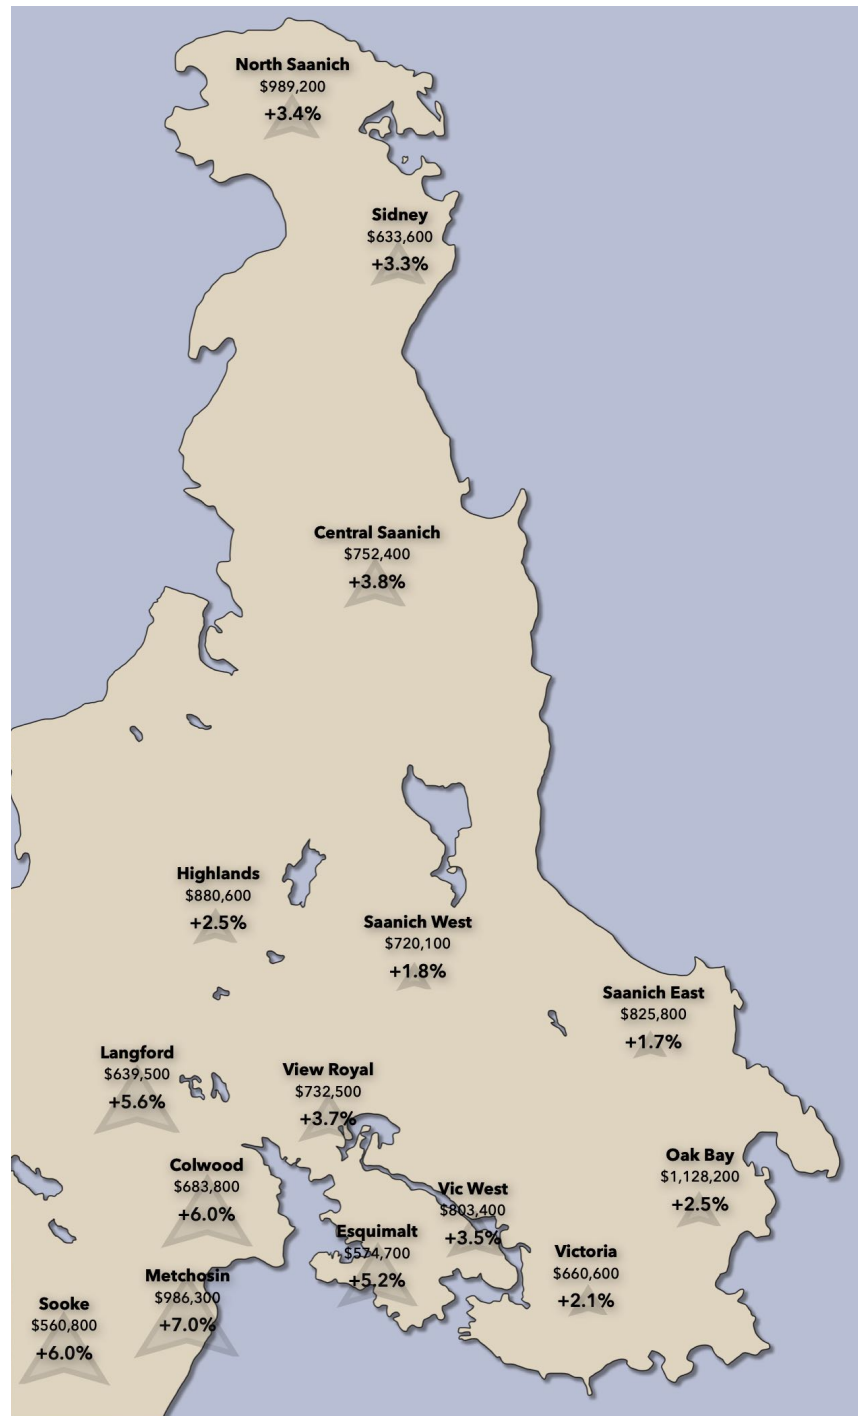 North Saanich
$989,200
+3.4%
Sidney
$633,600
+3.3%
Central Saanich
$752,400
+3.8%
Highlands
$880,600
+2.5%
Saanich West
$720,100
+1.8%
Saanich East
$825,800
+1.7%
Langford
$639,500
+5.6%
View Royal
$732,500
+3.7%
Colwood
$683,800
+6.0%
Oak Bay
$1,128,200
+2.5%
Vic West
$803,400
+3.5%
Esquimalt
$574,700
+5.2%
Victoria
$660,600
+2.1%
Metchosin
$986,300
+7.0%
Sooke
$560,800
+6.0%